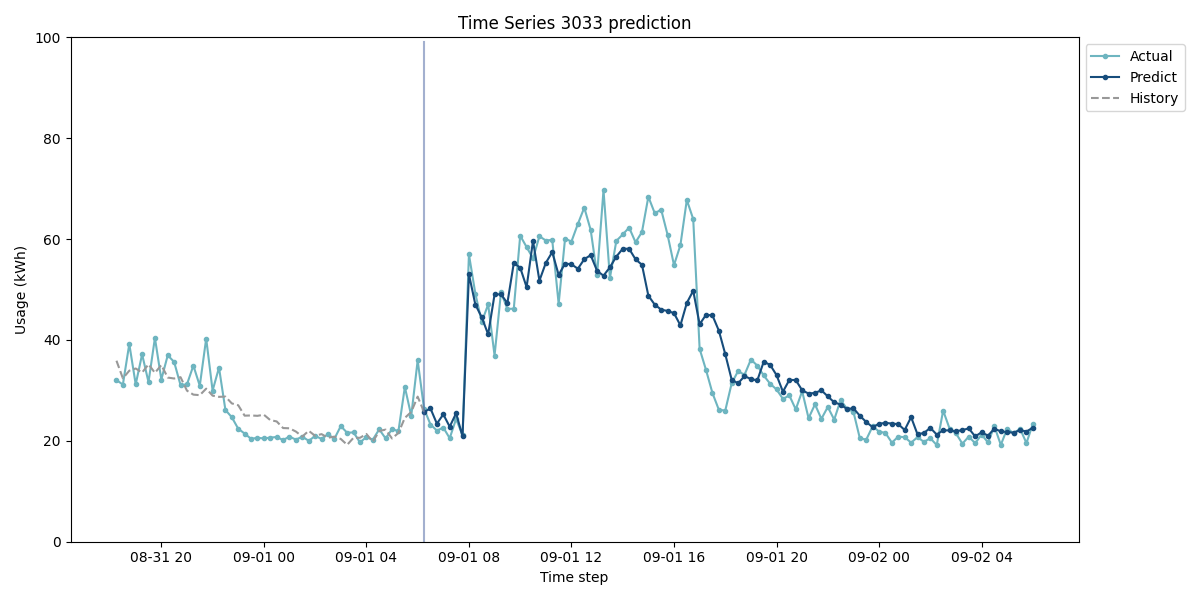 Time Series 3033 prediction
100
80
60
40
20
0
Usage (kWh)
08-31 20
09-01 00
09-01 04
09-01 08
09-01 12
09-01 16
09-01 20
09-02 00
09-02 04
Time step
Actual
Predict
History